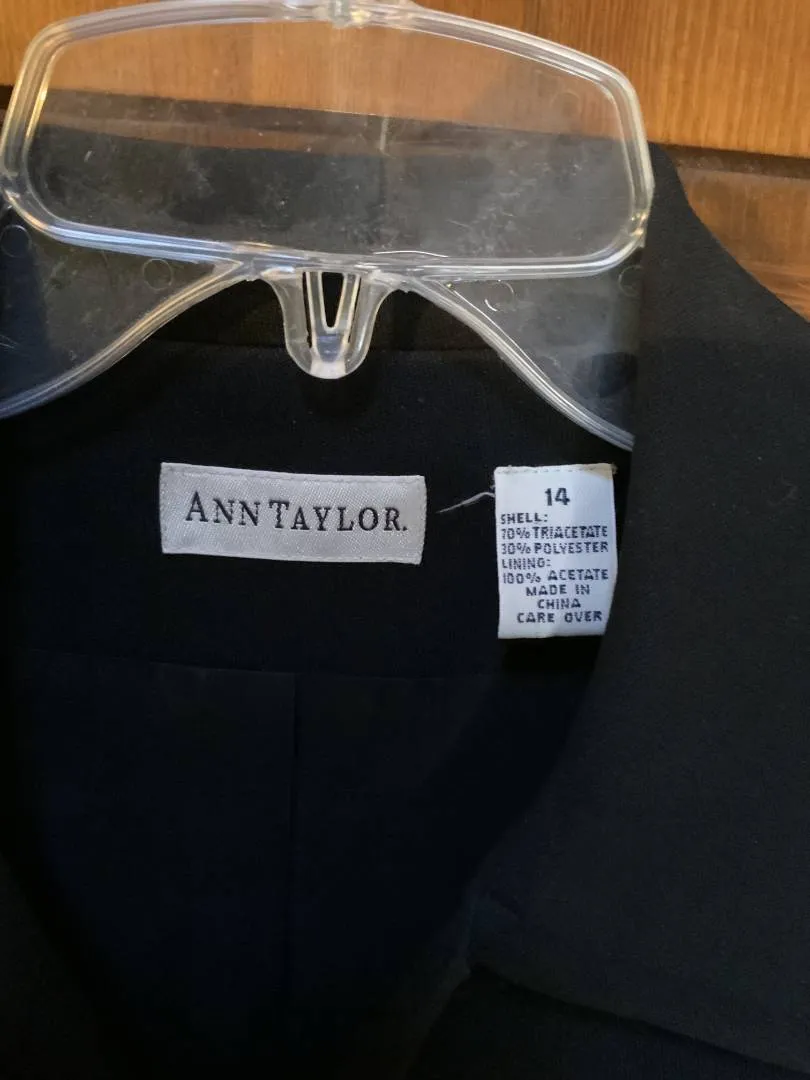 ANN TAYLOR.
14
SHELL:
70% TRIACETATE
30% POLYESTER
LINING:
100% ACETATE
MADE IN
CHINA
CARE OVER